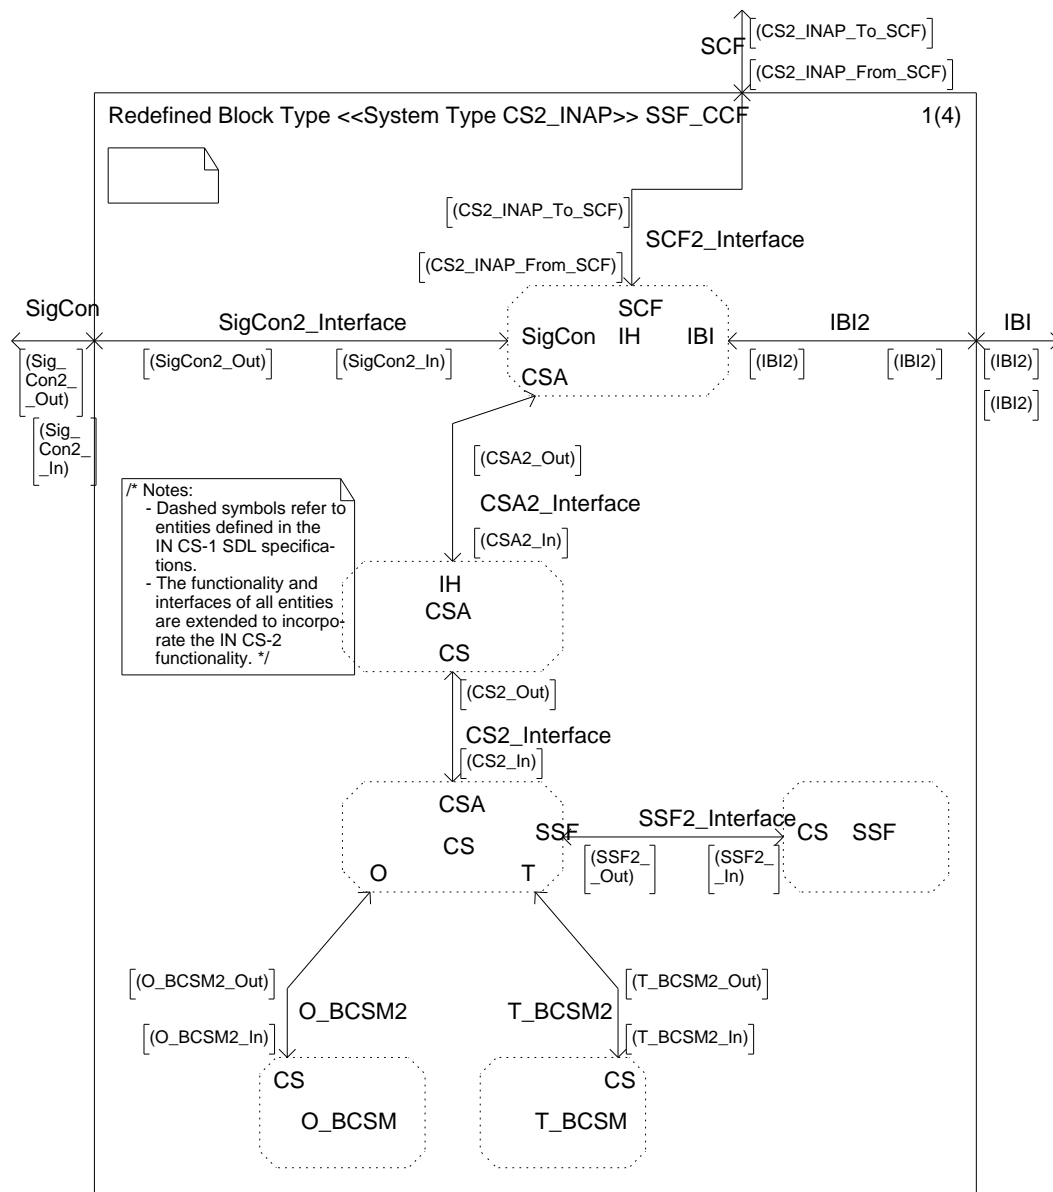 (CS2_INAP_To_SCF)
SCF
(CS2_INAP_From_SCF)
Redefined Block Type <<System Type CS2_INAP>> SSF_CCF 1(4)
(CS2_INAP_To_SCF)
SCF2_Interface
(CS2_INAP_From_SCF)
SigCon SigCon2_Interface SCF IBI2 IBI
SigCon IH IBI
(Sig_
Con2_
_Out)
(SigCon2_Out) (SigCon2_In) (IBI2) (IBI2) (IBI2)
CSA
(IBI2)
(Sig_
Con2_
_In)
(CSA2_Out)
CSA2_Interface
(CSA2_In)
/* Notes:
- Dashed symbols refer to
entities defined in the
IN CS-1 SDL specifica-
tions.
- The functionality and
interfaces of all entities
are extended to incorpo-
rate the IN CS-2
functionality. */
IH
CSA
CS
(CS2_Out)
CS2_Interface
(CS2_In)
CSA
CS
SSF SSF2_Interface CS SSF
O T
(SSF2_
_Out)
(SSF2_
_In)
(O_BCSM2_Out) (T_BCSM2_Out)
O_BCSM2 T_BCSM2
(O_BCSM2_In) (T_BCSM2_In)
CS CS
O_BCSM T_BCSM